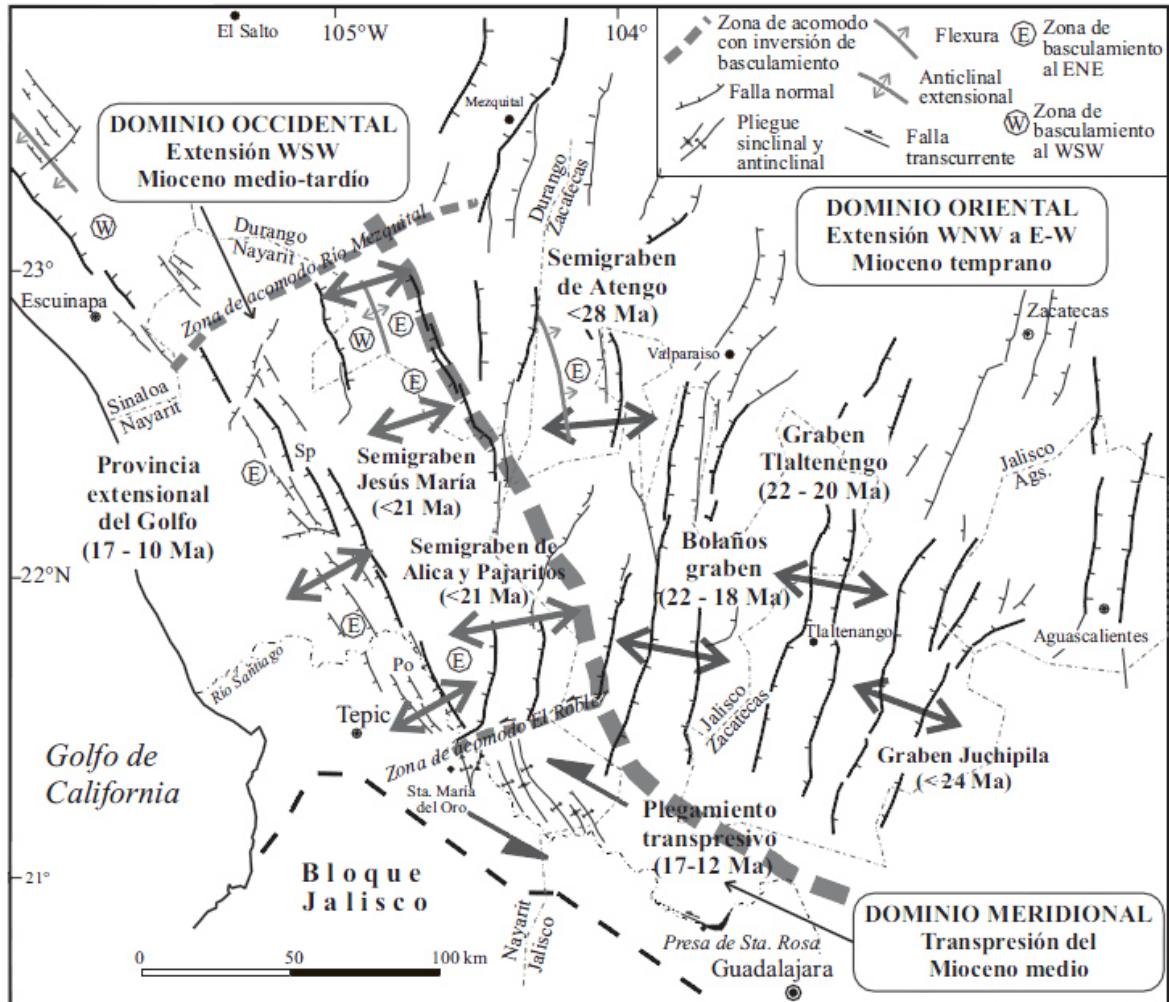 El Salto
105°W
104°
Zona de acomodo
con inversión de
basculamiento
Falla normal
Pliegue
sinclinal y
antinclinal
Flexura
Anticlinal
extensional
Falla
transcurrente
E
Zona de
basculamiento
al ENE
W
Zona de
basculamiento
al WSW
Mezquital
DOMINIO OCCIDENTAL
Extensión WSW
Mioceno medio-tardío
Durango
Zacatecas
DOMINIO ORIENTAL
Extensión WNW a E-W
Mioceno temprano
W
Durango
Nayarit
Zona de acomodo Río Mezquital
23°
Escuinapa
Semigraben
de Atengo
<28 Ma)
Zacatecas
W
E
E
E
Valparaiso
Sinaloa
Nayarit
Sp
E
Provincia
extensional
del Golfo
(17 - 10 Ma)
Semigraben
Jesús María
(<21 Ma)
Graben
Tlaltenengo
(22 - 20 Ma)
Jalisco
Ags.
Semigraben de
Alica y Pajaritos
(<21 Ma)
Bolaños
graben
(22 - 18 Ma)
22°N
E
Tlaltenango
Aguascalientes
Río Santiago
Po
E
Tepic
Zona de acomodo El Roble
Jalisco
Zacatecas
Golfo de
California
Sta. María
del Oro
Graben Juchipila
(< 24 Ma)
Plegamiento
transpresivo
(17-12 Ma)
21°
Bloque
Jalisco
Nayarit
Jalisco
DOMINIO MERIDIONAL
Transpresión del
Mioceno medio
Presa de Sta. Rosa
Guadalajara
0
50
100 km